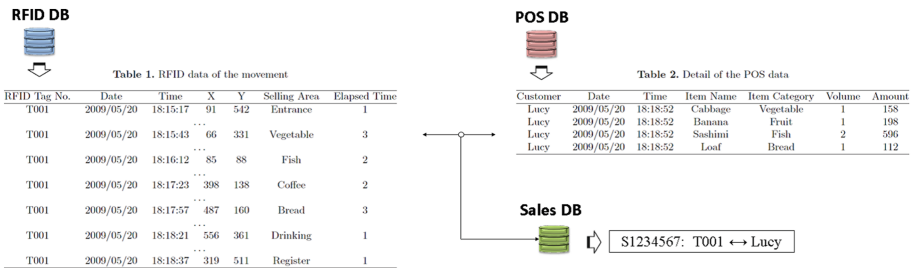 RFID DB
Table 1. RFID data of the movement
RFID Tag No. Date Time X Y Selling Area Elapsed Time
T001 2009/05/20 18:15:17 91 542 Entrance 1
...
T001 2009/05/20 18:15:43 66 331 Vegetable 3
...
T001 2009/05/20 18:16:12 85 88 Fish 2
...
T001 2009/05/20 18:17:23 398 138 Coffee 2
...
T001 2009/05/20 18:17:57 487 160 Bread 3
...
T001 2009/05/20 18:18:21 556 361 Drinking 1
...
T001 2009/05/20 18:18:37 319 511 Register 1
POS DB
Table 2. Detail of the POS data
Customer Date Time Item Name Item Category Volume Amount
Lucy 2009/05/20 18:18:52 Cabbage Vegetable 1 158
Lucy 2009/05/20 18:18:52 Banana Fruit 1 198
Lucy 2009/05/20 18:18:52 Sashimi Fish 2 596
Lucy 2009/05/20 18:18:52 Loaf Bread 1 112
Sales DB
S1234567: T001 ↔ Lucy